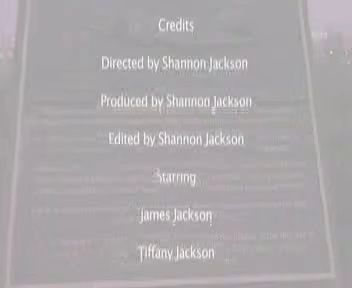 Credits
Directed by Shannon Jackson
Produced by Shannon Jackson
Edited by Shannon Jackson
Starring
James Jackson
Tiffany Jackson